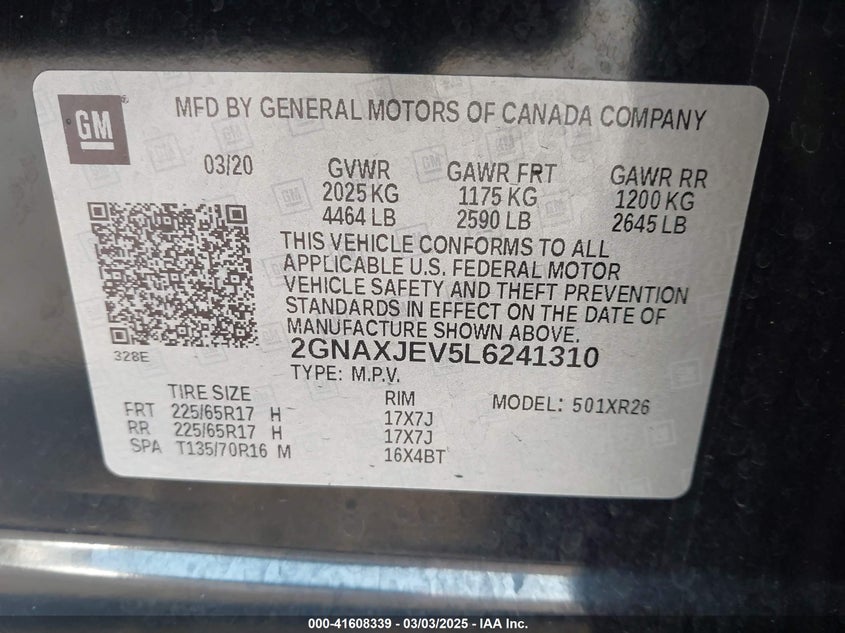 GM
MFD BY GENERAL MOTORS OF CANADA COMPANY
03/20
GVWR GAWR FRT GAWR RR
2025 KG 1175 KG 1200 KG
4464 LB 2590 LB 2645 LB
THIS VEHICLE CONFORMS TO ALL
APPLICABLE U.S. FEDERAL MOTOR
VEHICLE SAFETY AND THEFT PREVENTION
STANDARDS IN EFFECT ON THE DATE OF
MANUFACTURE SHOWN ABOVE.
328E
2GNAXJEV5L6241310
TYPE: M.P.V.
TIRE SIZE RIM MODEL: 501XR26
FRT 225/65R17 H 17X7J
RR 225/65R17 H 17X7J
SPA T135/70R16 M 16X4BT
000-41608339 - 03/03/2025 - IAA Inc.